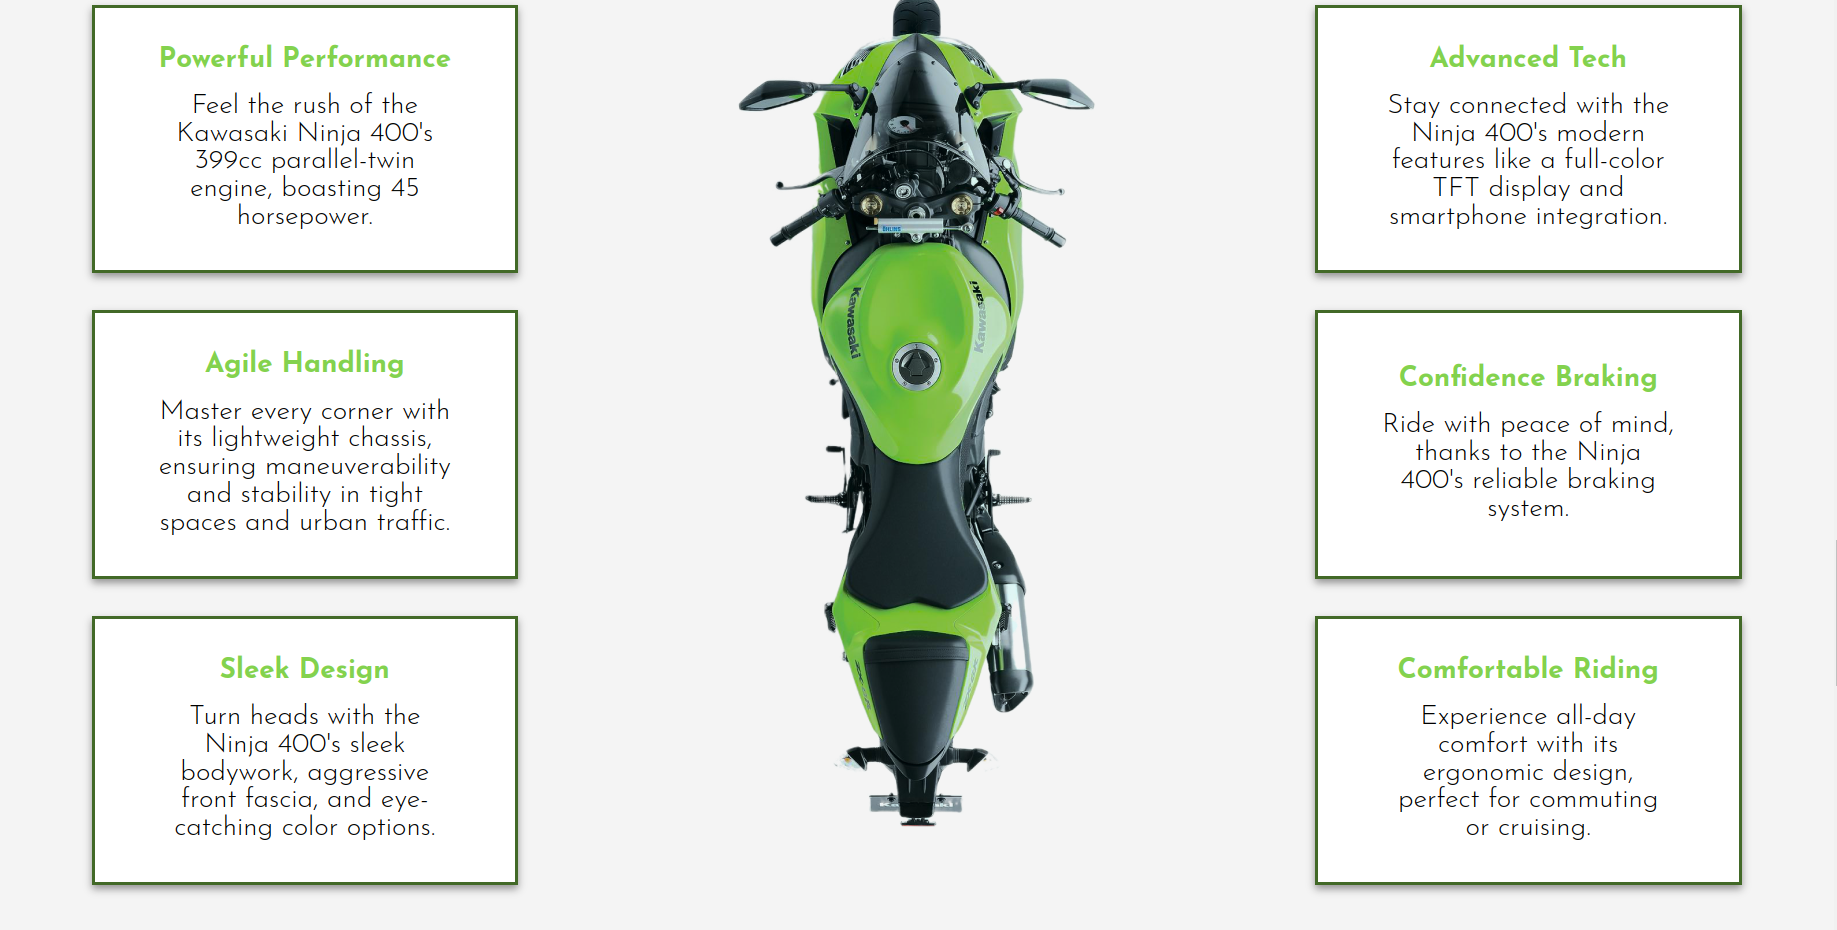 Powerful Performance
Feel the rush of the
Kawasaki Ninja 400's
399cc parallel-twin
engine, boasting 45
horsepower.
Agile Handling
Master every corner with
its lightweight chassis,
ensuring maneuverability
and stability in tight
spaces and urban traffic.
Sleek Design
Turn heads with the
Ninja 400's sleek
bodywork, aggressive
front fascia, and eye-
catching color options.
ÖHLINS
Kawasaki
Kawasaki
Advanced Tech
Stay connected with the
Ninja 400's modern
features like a full-color
TFT display and
smartphone integration.
Confidence Braking
Ride with peace of mind,
thanks to the Ninja
400's reliable braking
system.
Comfortable Riding
Experience all-day
comfort with its
ergonomic design,
perfect for commuting
or cruising.